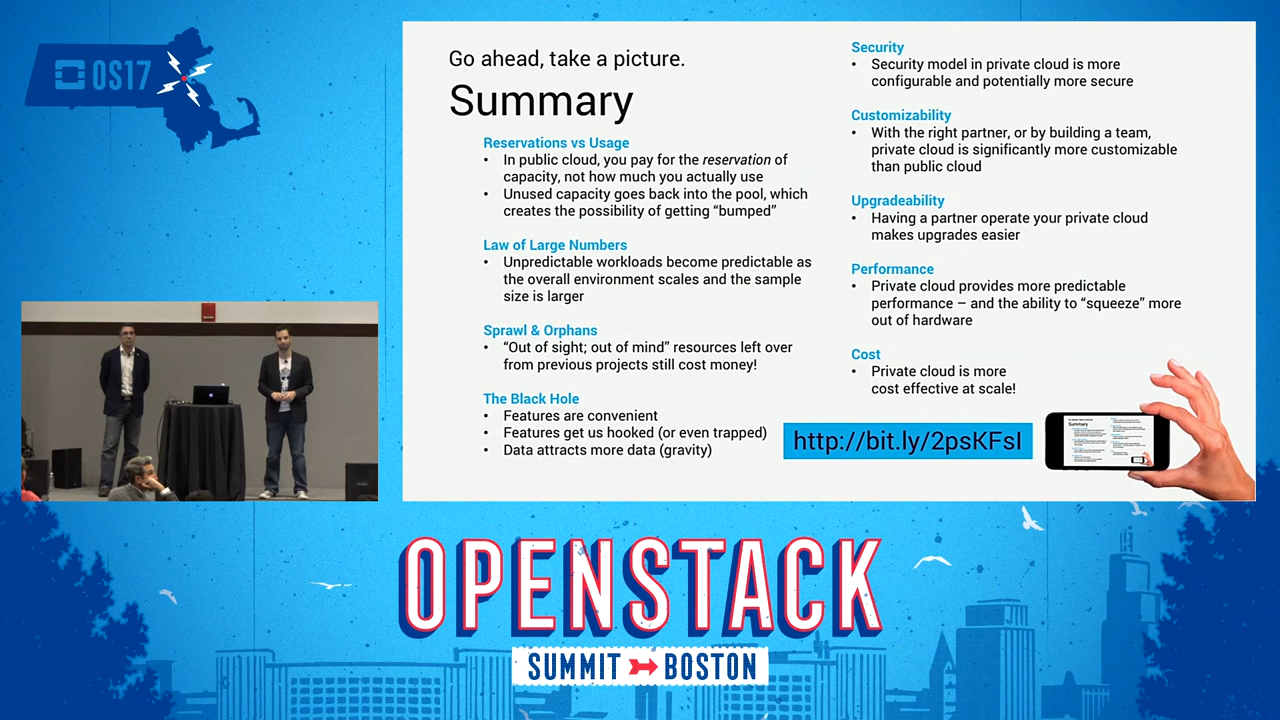 OS17
Go ahead, take a picture.
Summary
Reservations vs Usage
• In public cloud, you pay for the reservation of
capacity, not how much you actually use
• Unused capacity goes back into the pool, which
creates the possibility of getting “bumped”
Law of Large Numbers
• Unpredictable workloads become predictable as
the overall environment scales and the sample
size is larger
Sprawl & Orphans
• “Out of sight; out of mind” resources left over
from previous projects still cost money!
The Black Hole
• Features are convenient
• Features get us hooked (or even trapped)
• Data attracts more data (gravity)
Security
• Security model in private cloud is more
configurable and potentially more secure
Customizability
• With the right partner, or by building a team,
private cloud is significantly more customizable
than public cloud
Upgradeability
• Having a partner operate your private cloud
makes upgrades easier
Performance
• Private cloud provides more predictable
performance – and the ability to “squeeze” more
out of hardware
Cost
• Private cloud is more
cost effective at scale!
http://bit.ly/2psKFsI
Summary
OPENSTACK
SUMMIT BOSTON